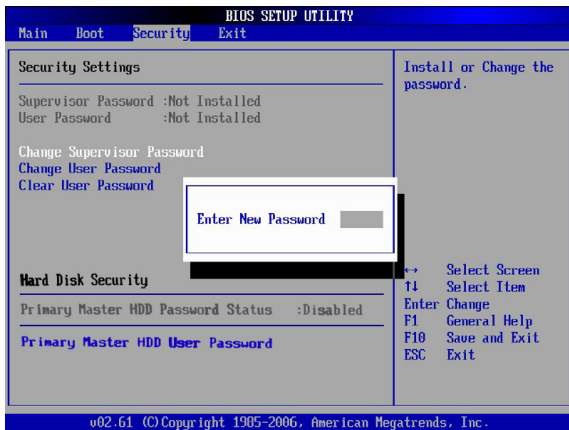 BIOS SETUP UTILITY
Main Boot Security Exit
Security Settings
Supervisor Password :Not Installed
User Password :Not Installed
Change Supervisor Password
Change User Password
Clear User Password
Enter New Password
Hard Disk Security
Primary Master HDD Password Status :Disabled
Primary Master HDD User Password
Install or Change the
password.
↔ Select Screen
↑↓ Select Item
Enter Change
F1 General Help
F10 Save and Exit
ESC Exit
v02.61 (C)Copyright 1985-2006, American Megatrends, Inc.